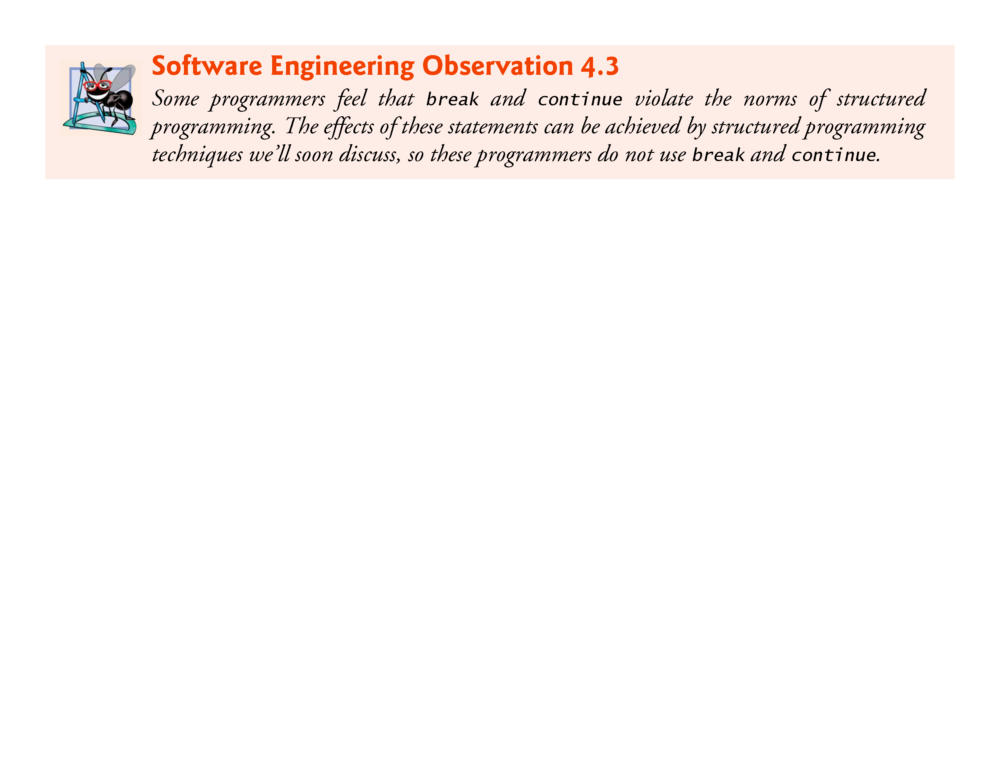 Software Engineering Observation 4.3
Some programmers feel that break and continue violate the norms of structured
programming. The effects of these statements can be achieved by structured programming
techniques we’ll soon discuss, so these programmers do not use break and continue.